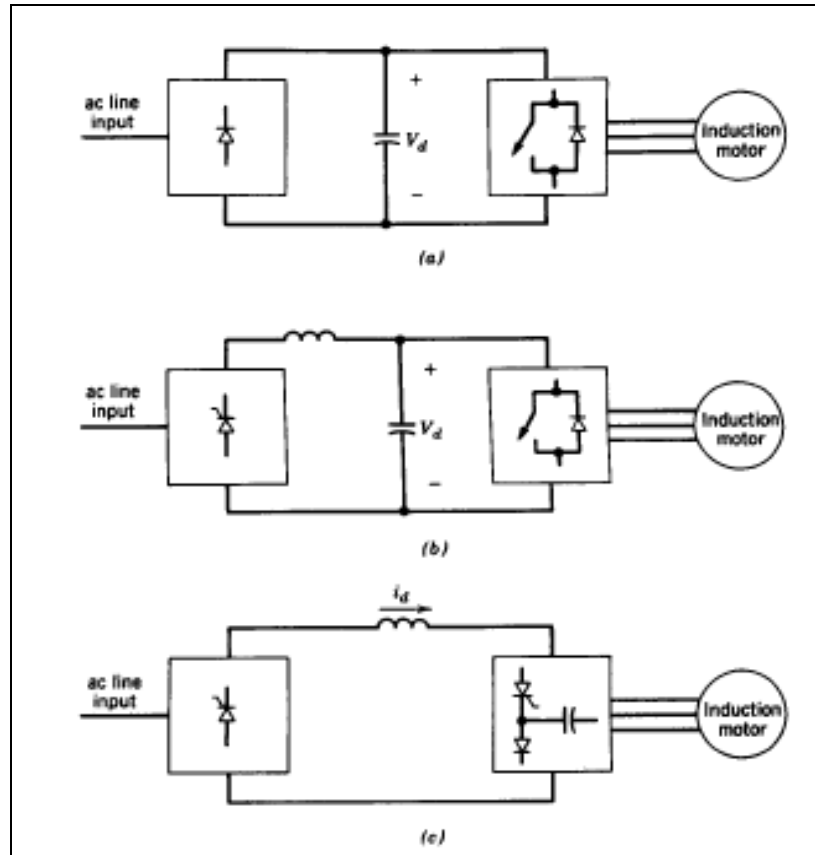 ac line
input
+
V_d
−
Induction
motor
(a)
ac line
input
+
V_d
−
Induction
motor
(b)
i_d
ac line
input
Induction
motor
(c)